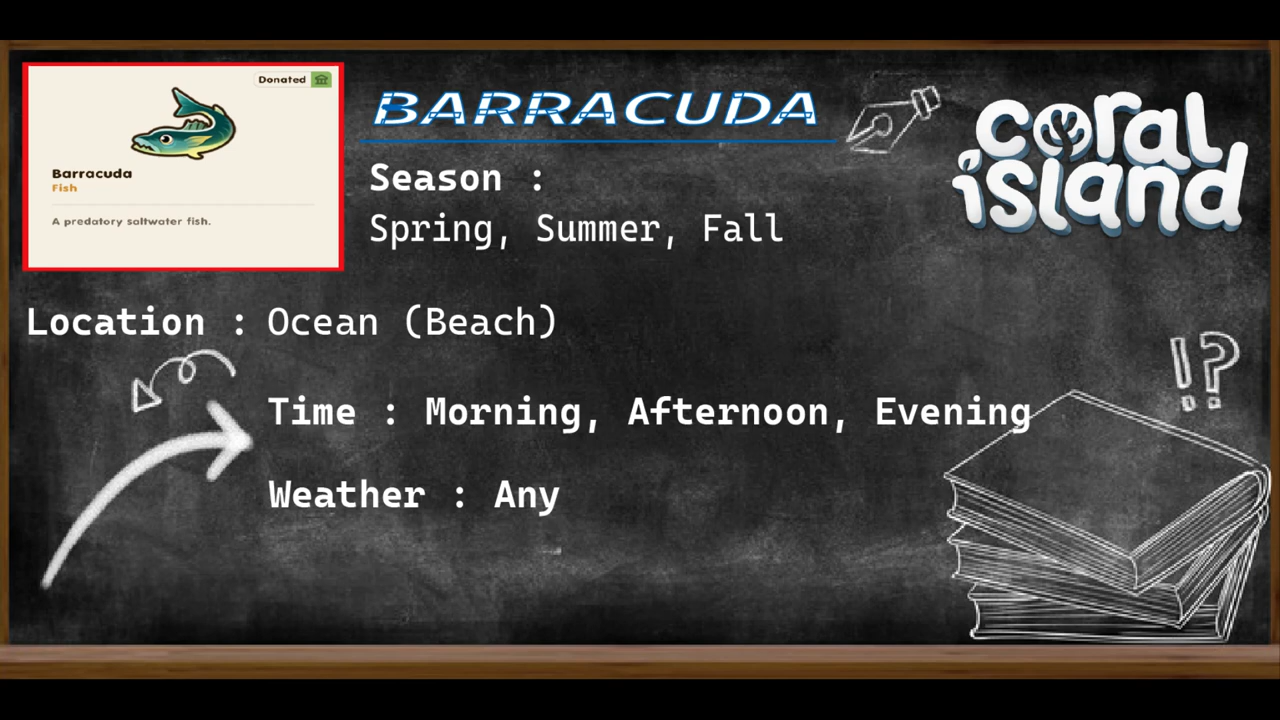 Donated
Barracuda
Fish
A predatory saltwater fish.
BARRACUDA
Season :
Spring, Summer, Fall
coral
island
Location : Ocean (Beach)
!?
Time : Morning, Afternoon, Evening
Weather : Any